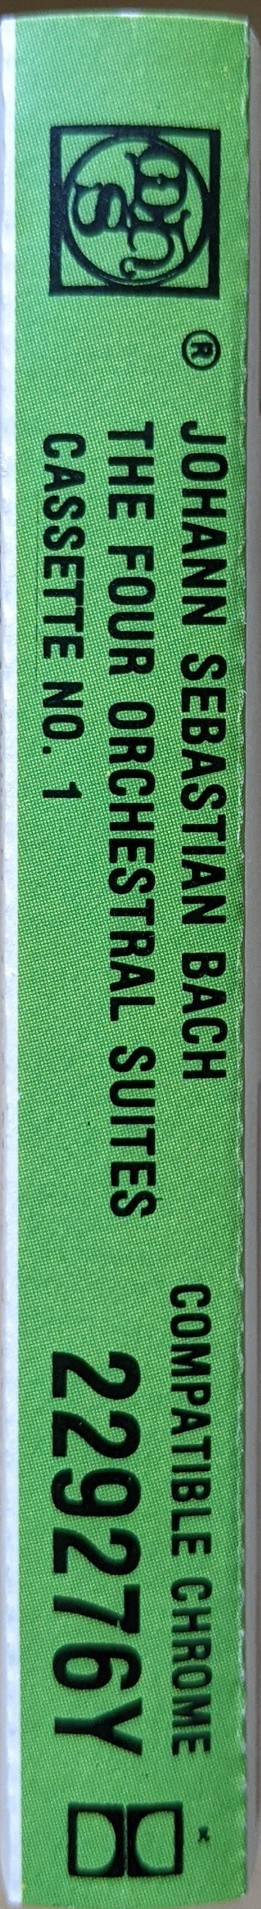 ®
JOHANN SEBASTIAN BACH
THE FOUR ORCHESTRAL SUITES
CASSETTE NO. 1
COMPATIBLE CHROME
229276Y